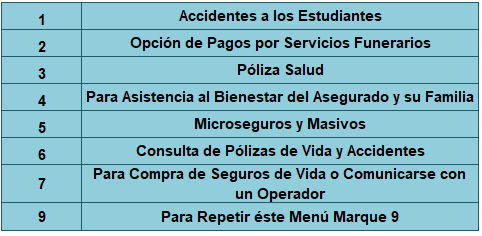 1 Accidentes a los Estudiantes
2 Opción de Pagos por Servicios Funerarios
3 Póliza Salud
4 Para Asistencia al Bienestar del Asegurado y su Familia
5 Microseguros y Masivos
6 Consulta de Pólizas de Vida y Accidentes
7 Para Compra de Seguros de Vida o Comunicarse con
un Operador
9 Para Repetir éste Menú Marque 9